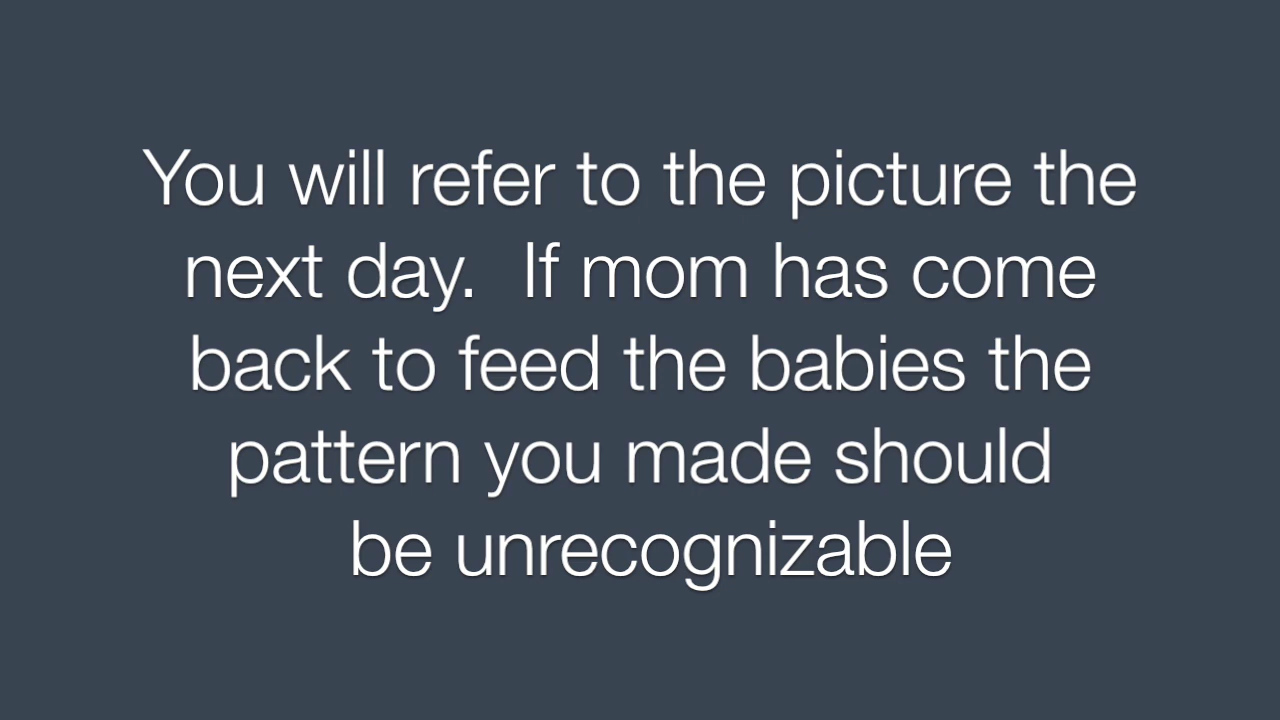 You will refer to the picture the
next day.  If mom has come
back to feed the babies the
pattern you made should
be unrecognizable